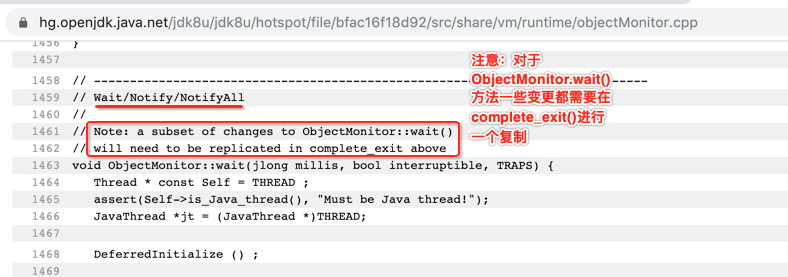 hg.openjdk.java.net/jdk8u/jdk8u/hotspot/file/bfac16f18d92/src/share/vm/runtime/objectMonitor.cpp
1456 }
1457
1458 // -----------------------------------------------------------------------------
1459 // Wait/Notify/NotifyAll
1460 //
1461 // Note: a subset of changes to ObjectMonitor::wait()
1462 // will need to be replicated in complete_exit above
1463 void ObjectMonitor::wait(jlong millis, bool interruptible, TRAPS) {
1464 Thread * const Self = THREAD ;
1465 assert(Self->is_Java_thread(), "Must be Java thread!");
1466 JavaThread *jt = (JavaThread *)THREAD;
1467
1468 DeferredInitialize () ;
1469
注意：对于
ObjectMonitor.wait()
方法一些变更都需要在
complete_exit()进行
一个复制